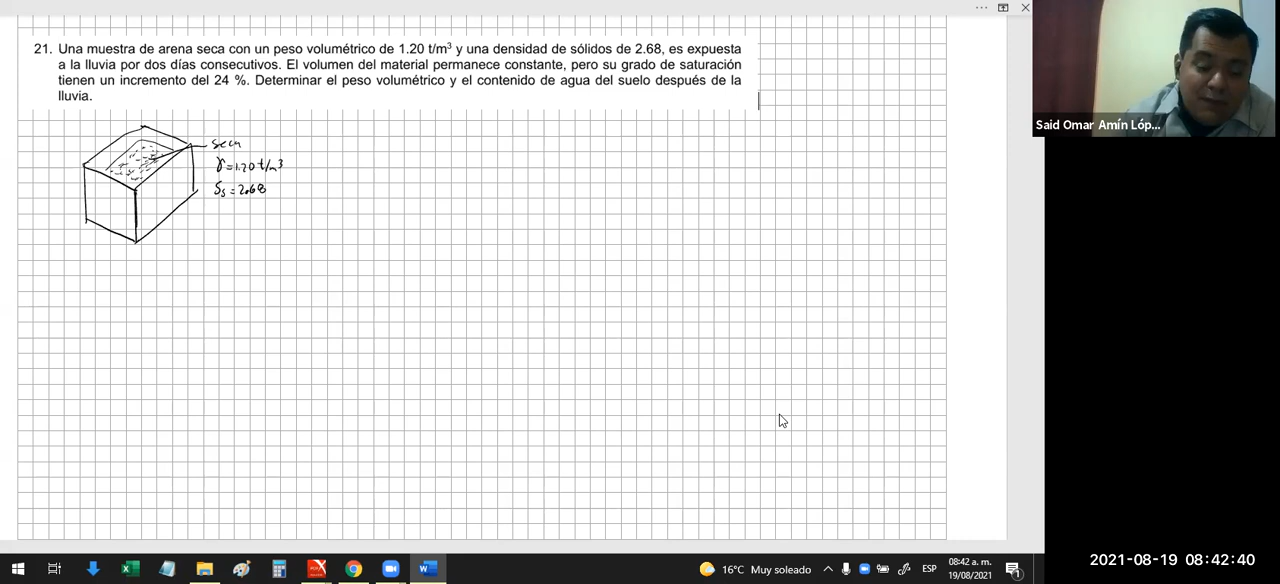 21. Una muestra de arena seca con un peso volumétrico de 1.20 t/m³ y una densidad de sólidos de 2.68, es expuesta
a la lluvia por dos días consecutivos. El volumen del material permanece constante, pero su grado de saturación
tienen un incremento del 24 %. Determinar el peso volumétrico y el contenido de agua del suelo después de la
lluvia.
seca
γ=1.20 t/m³
Ss = 2.68
Said Omar Amín Lóp...
16°C Muy soleado
ESP
08:42 a. m.
19/08/2021
1
2021-08-19 08:42:40